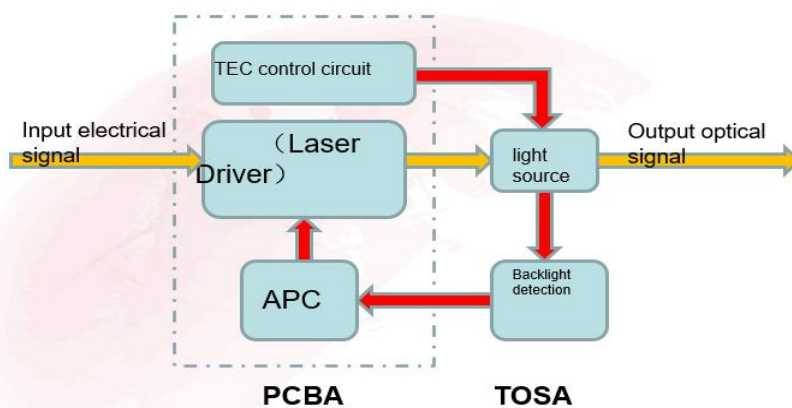 TEC control circuit
Input electrical
signal
（Laser
Driver）
light
source
Output optical
signal
Backlight
detection
APC
PCBA
TOSA